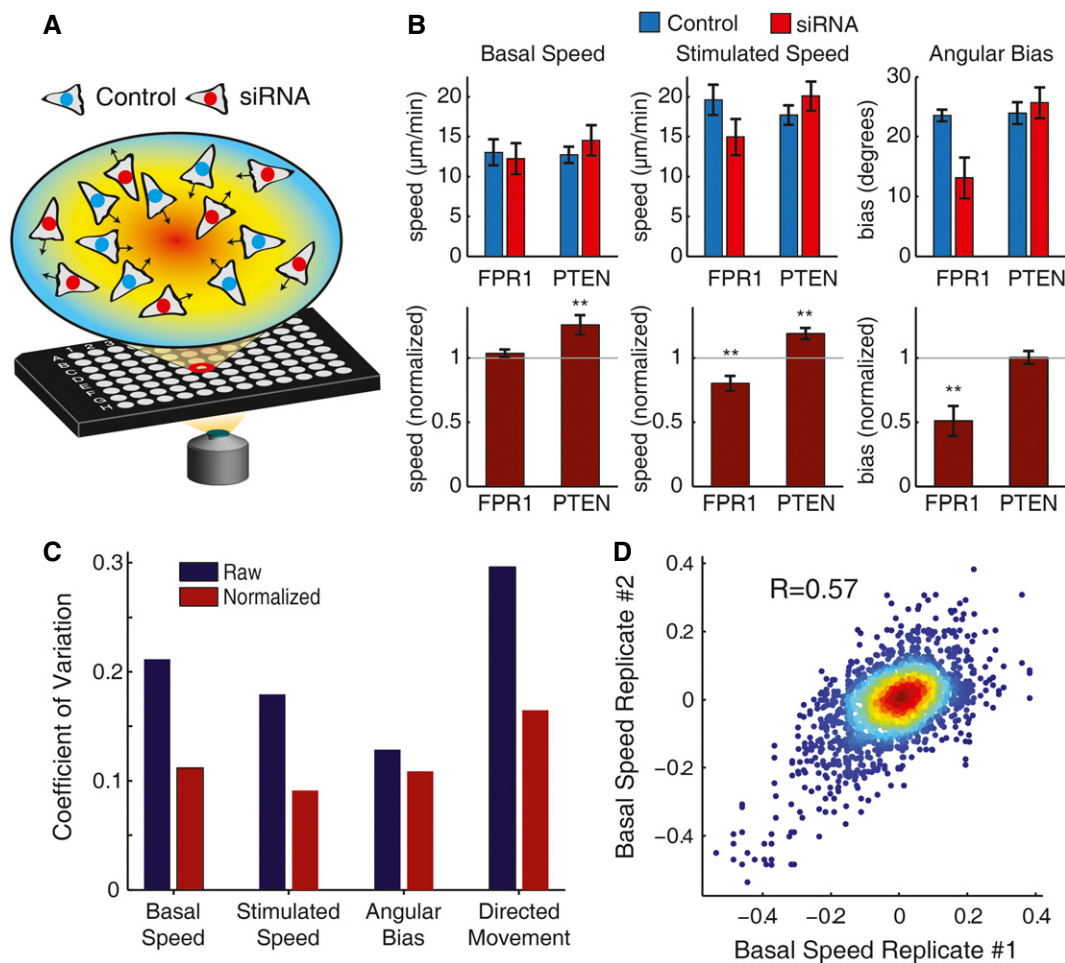 A
Control siRNA
1 2
A B C D E F G H
B
Control siRNA
Basal Speed
speed (µm/min)
20
15
10
5
0
FPR1 PTEN
Stimulated Speed
speed (µm/min)
20
15
10
5
0
FPR1 PTEN
Angular Bias
bias (degrees)
30
20
10
0
FPR1 PTEN
speed (normalized)
1
0.5
0
**
FPR1 PTEN
speed (normalized)
1
0.5
0
** **
FPR1 PTEN
bias (normalized)
1
0.5
0
**
FPR1 PTEN
C
Coefficient of Variation
0.3
0.2
0.1
0
Raw
Normalized
Basal Speed
Stimulated Speed
Angular Bias
Directed Movement
D
R=0.57
Basal Speed Replicate #2
0.4
0.2
0
−0.2
−0.4
−0.4 −0.2 0 0.2 0.4
Basal Speed Replicate #1